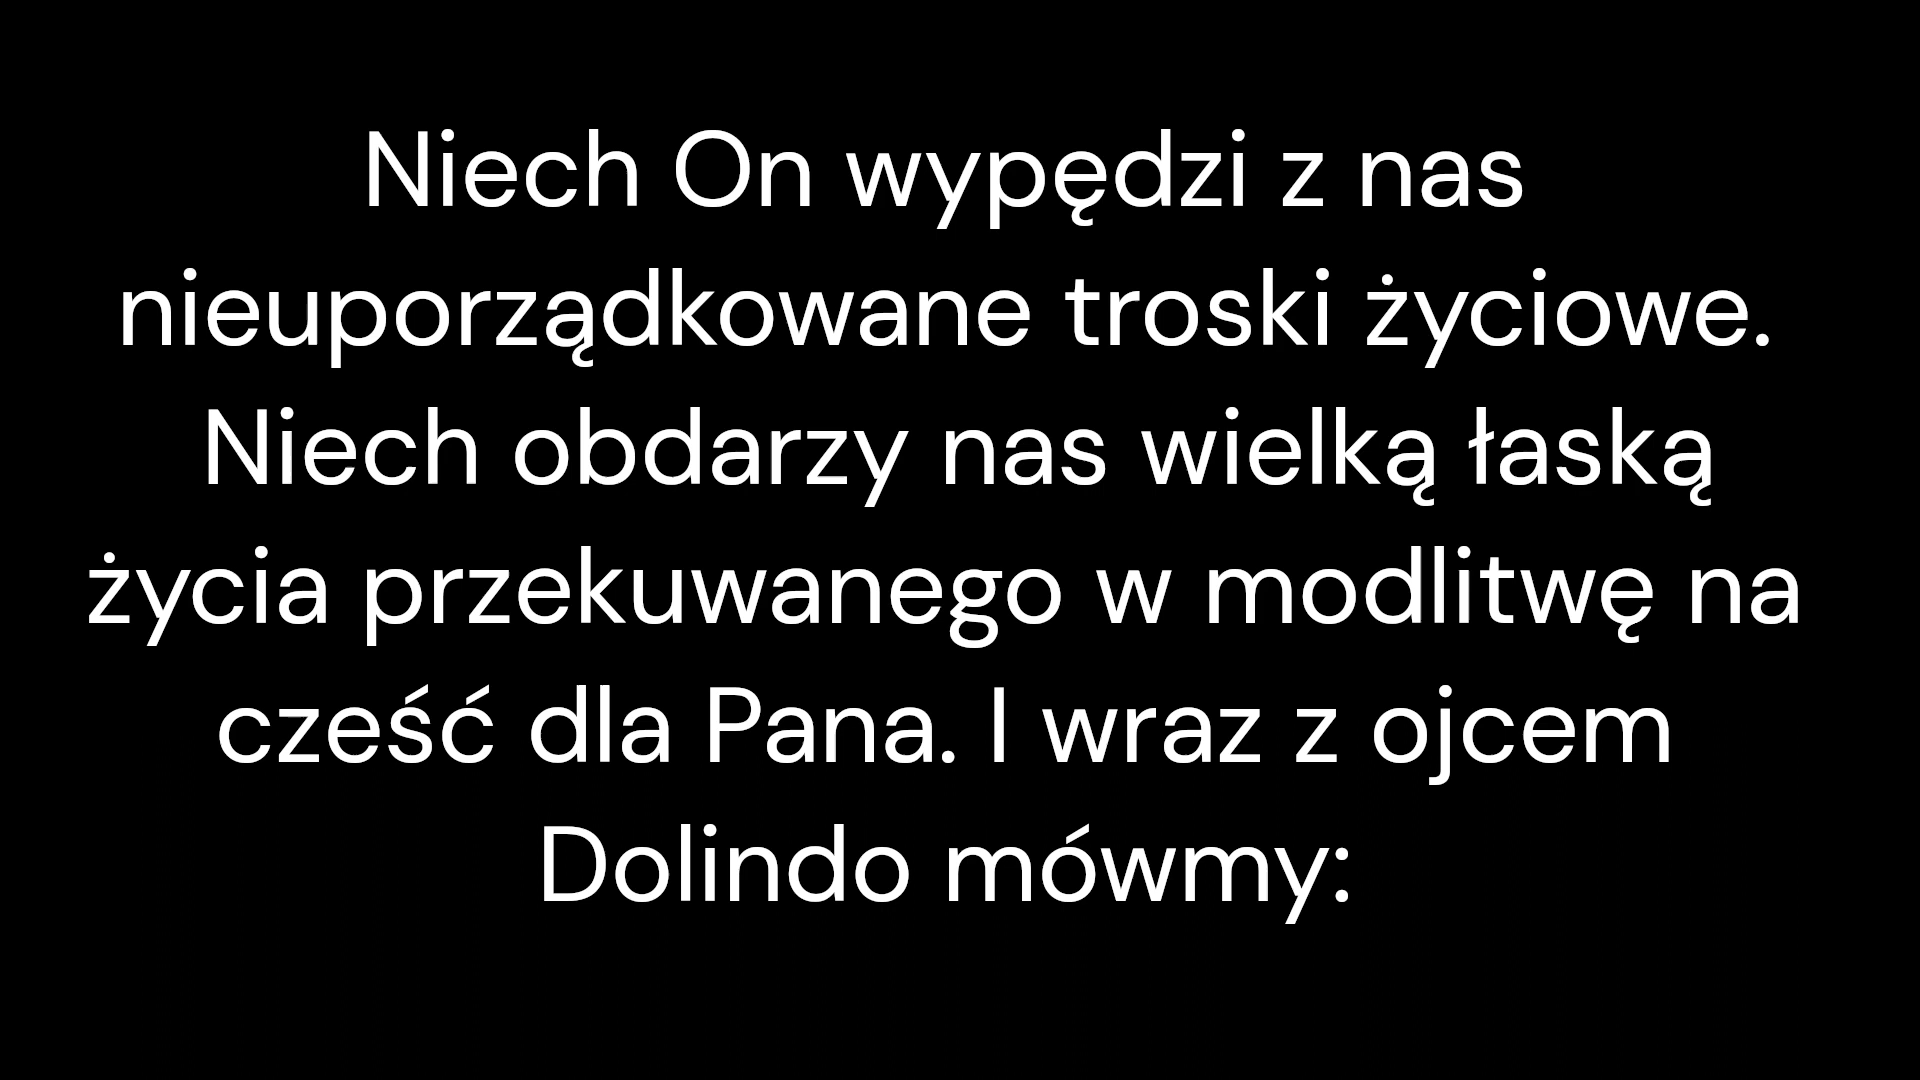 Niech On wypędzi z nas
nieuporządkowane troski życiowe.
Niech obdarzy nas wielką łaską
życia przekuwanego w modlitwę na
cześć dla Pana. I wraz z ojcem
Dolindo mówmy: